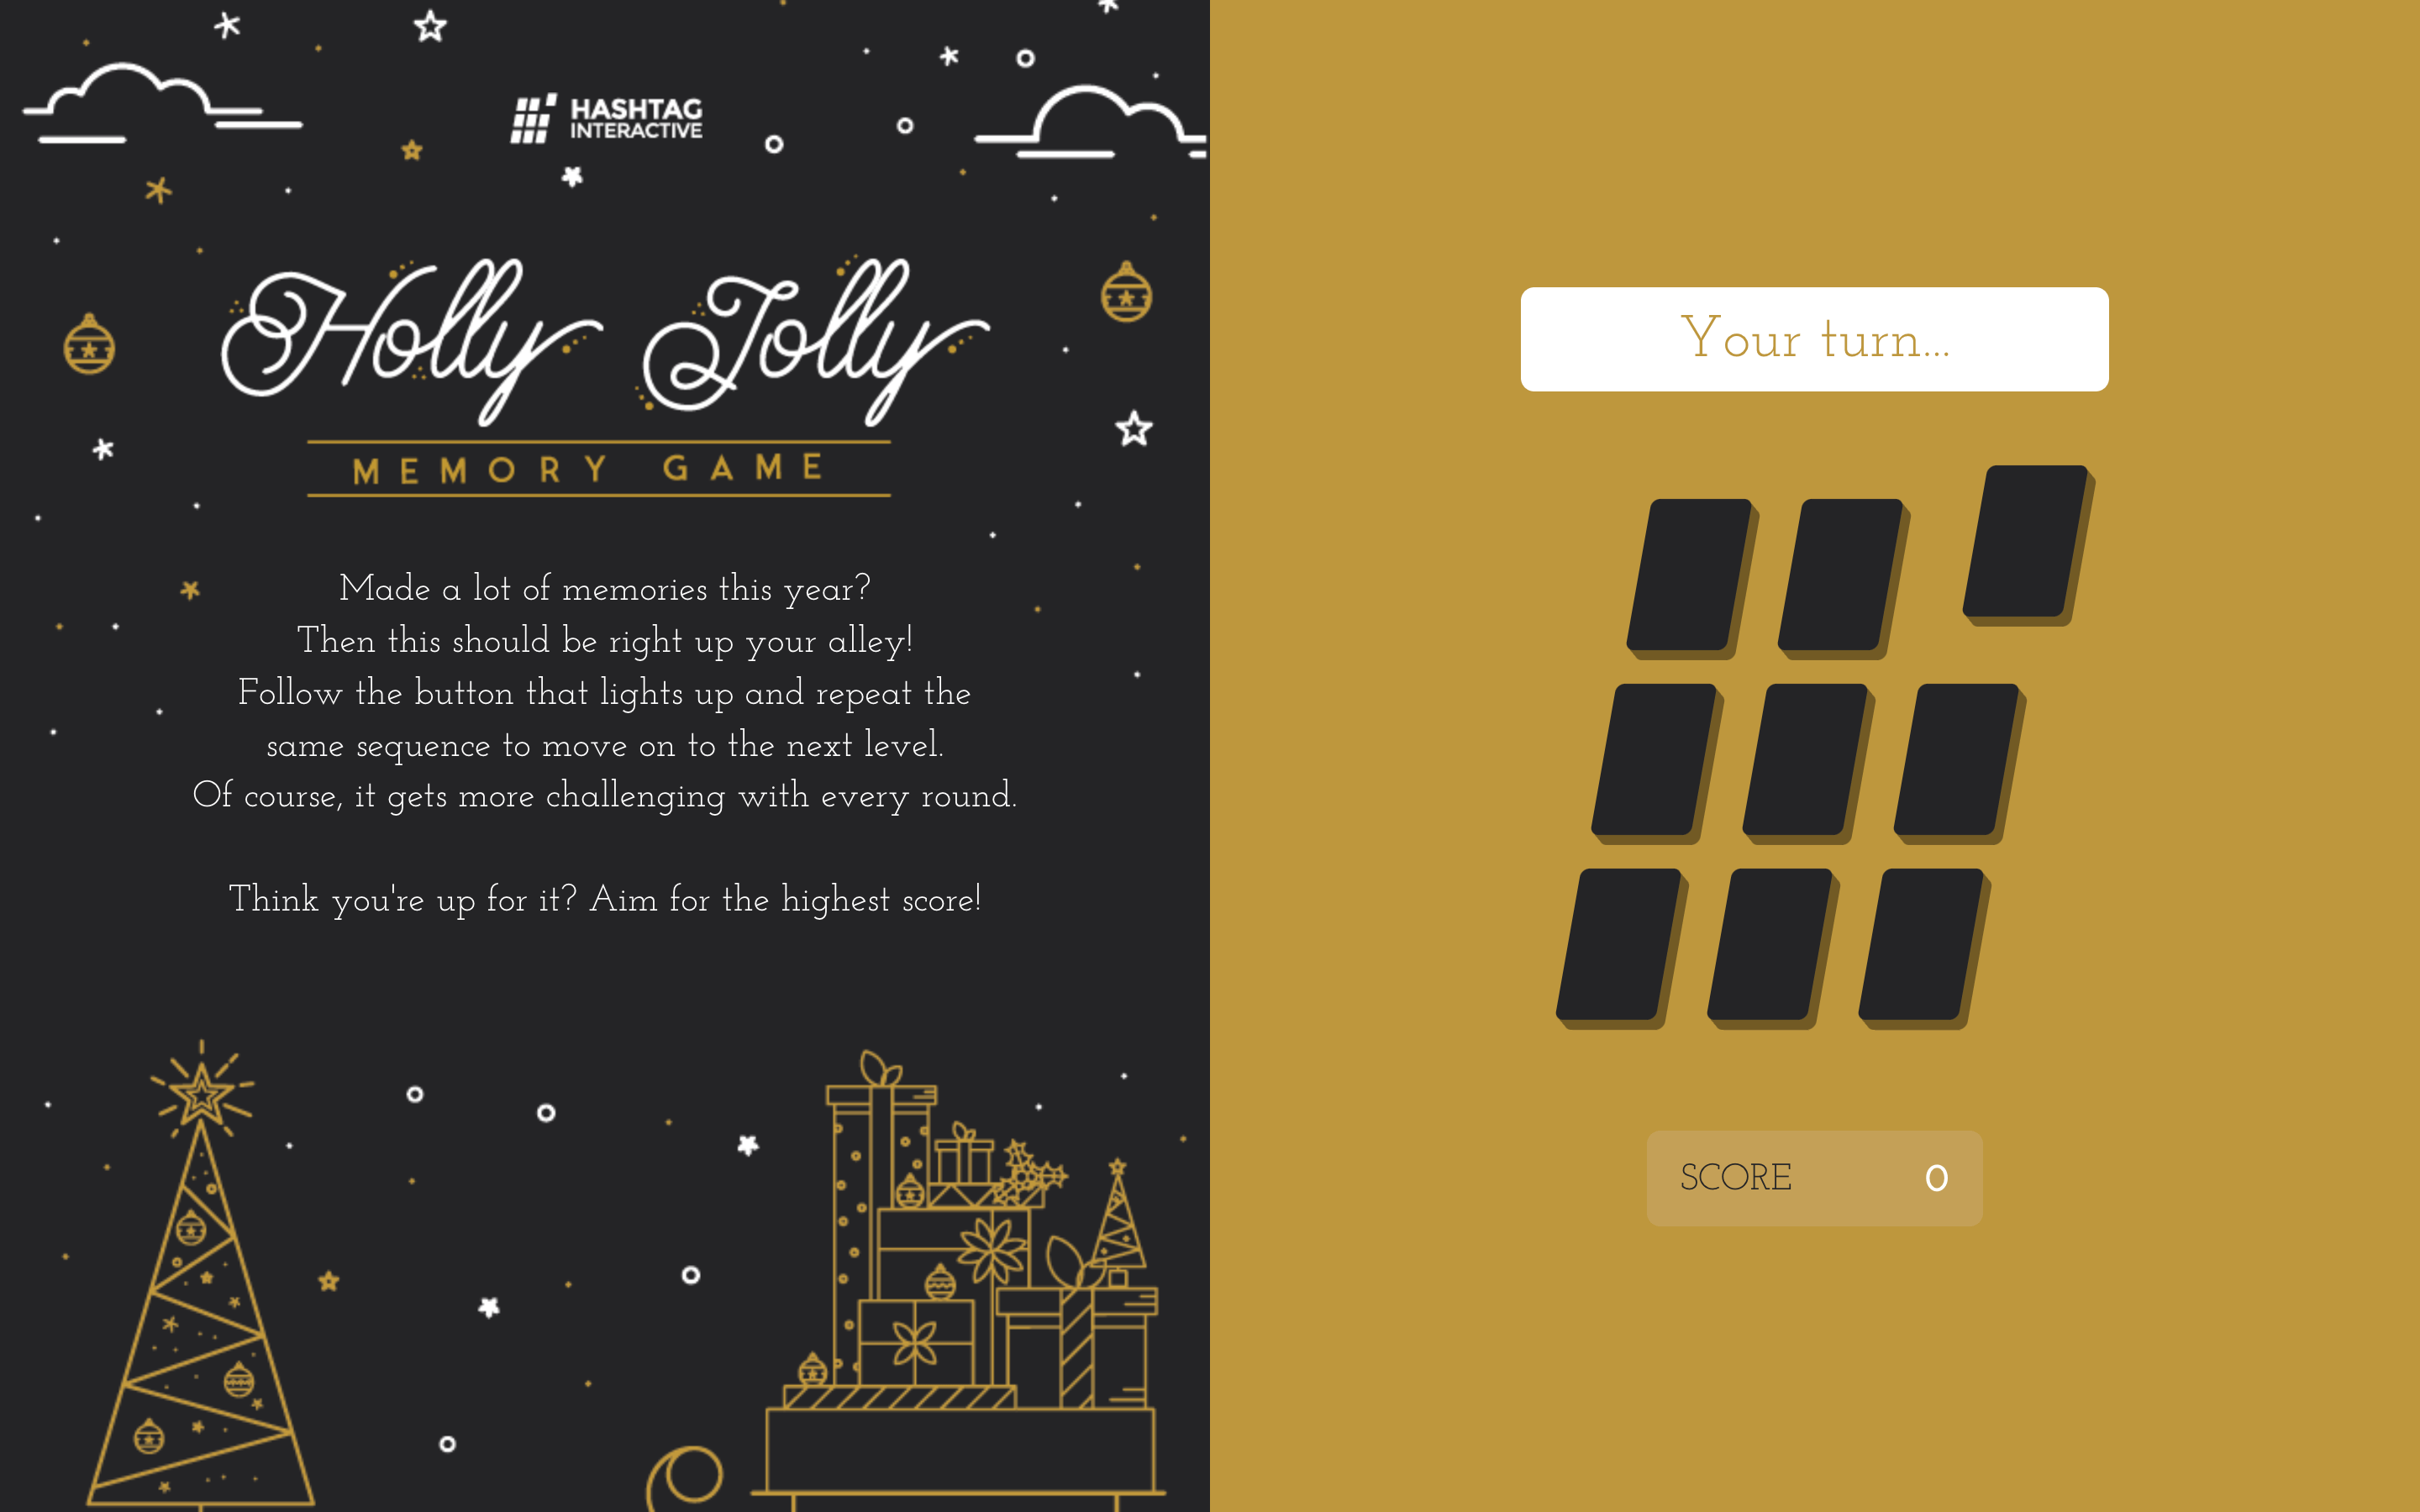 HASHTAG
INTERACTIVE
Holly Jolly
MEMORY GAME
Made a lot of memories this year?
Then this should be right up your alley!
Follow the button that lights up and repeat the
same sequence to move on to the next level.
Of course, it gets more challenging with every round.
Think you're up for it? Aim for the highest score!
Your turn...
SCORE 0